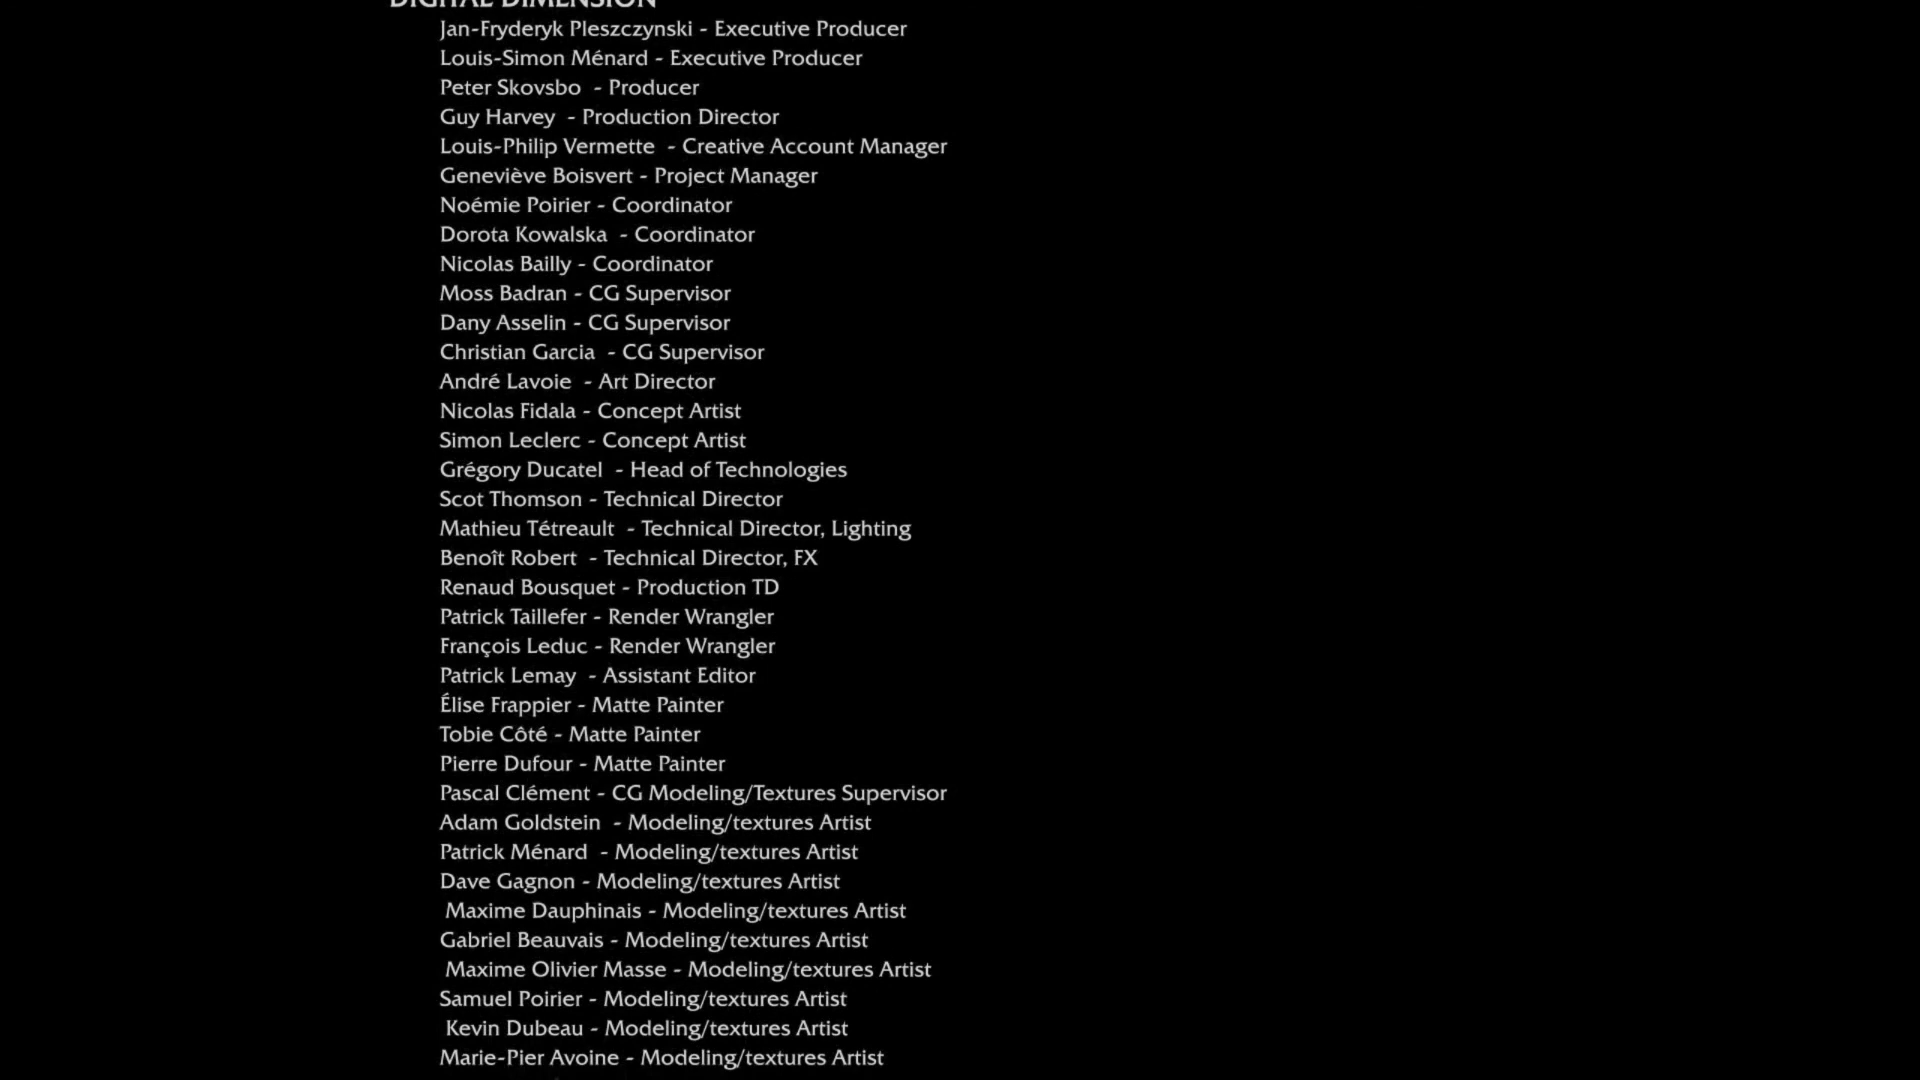 DIGITAL DIMENSION
Jan-Fryderyk Pleszczynski - Executive Producer
Louis-Simon Ménard - Executive Producer
Peter Skovsbo  - Producer
Guy Harvey  - Production Director
Louis-Philip Vermette  - Creative Account Manager
Geneviève Boisvert - Project Manager
Noémie Poirier - Coordinator
Dorota Kowalska  - Coordinator
Nicolas Bailly - Coordinator
Moss Badran - CG Supervisor
Dany Asselin - CG Supervisor
Christian Garcia  - CG Supervisor
André Lavoie  - Art Director
Nicolas Fidala - Concept Artist
Simon Leclerc - Concept Artist
Grégory Ducatel  - Head of Technologies
Scot Thomson - Technical Director
Mathieu Tétreault  - Technical Director, Lighting
Benoît Robert  - Technical Director, FX
Renaud Bousquet - Production TD
Patrick Taillefer - Render Wrangler
François Leduc - Render Wrangler
Patrick Lemay  - Assistant Editor
Élise Frappier - Matte Painter
Tobie Côté - Matte Painter
Pierre Dufour - Matte Painter
Pascal Clément - CG Modeling/Textures Supervisor
Adam Goldstein  - Modeling/textures Artist
Patrick Ménard  - Modeling/textures Artist
Dave Gagnon - Modeling/textures Artist
Maxime Dauphinais - Modeling/textures Artist
Gabriel Beauvais - Modeling/textures Artist
Maxime Olivier Masse - Modeling/textures Artist
Samuel Poirier - Modeling/textures Artist
Kevin Dubeau - Modeling/textures Artist
Marie-Pier Avoine - Modeling/textures Artist